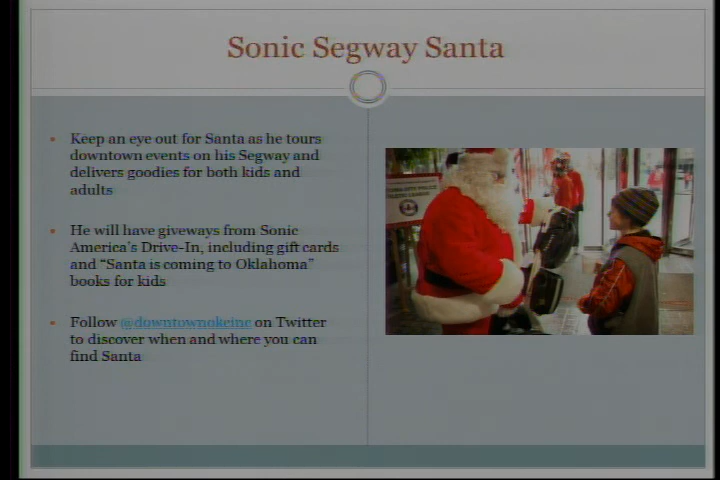 Sonic Segway Santa
Keep an eye out for Santa as he tours
downtown events on his Segway and
delivers goodies for both kids and
adults
He will have giveways from Sonic
America's Drive-In, including gift cards
and "Santa is coming to Oklahoma"
books for kids
Follow @downtownokcinc on Twitter
to discover when and where you can
find Santa